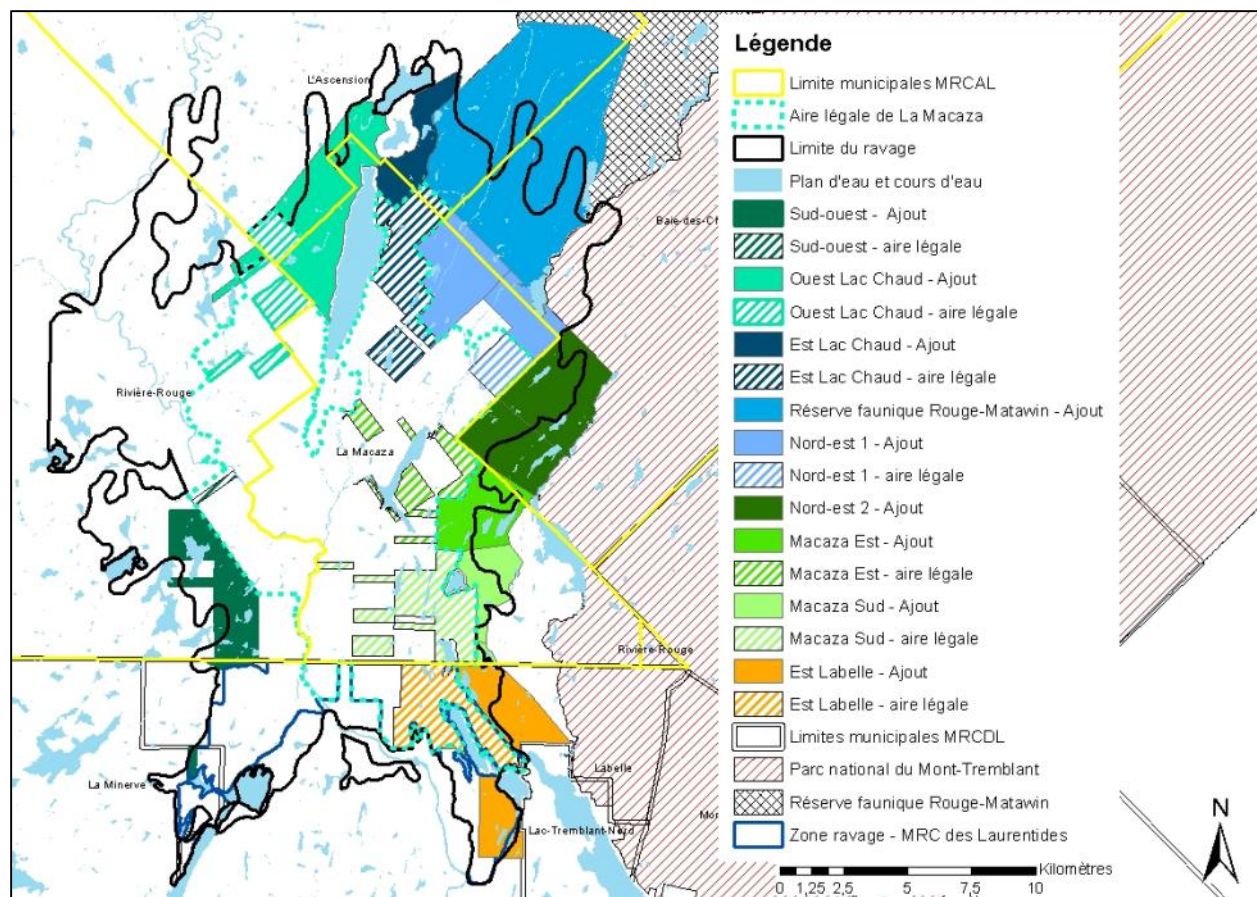 L'Ascension
Baie-des-Ch
Rivière-Rouge
La Macaza
Rivière-Rouge
La Minerve
Labelle
Lac-Tremblant-Nord
Légende
Limite municipales MRCAL
Aire légale de La Macaza
Limite du ravage
Plan d'eau et cours d'eau
Sud-ouest - Ajout
Sud-ouest - aire légale
Ouest Lac Chaud - Ajout
Ouest Lac Chaud - aire légale
Est Lac Chaud - Ajout
Est Lac Chaud - aire légale
Réserve faunique Rouge-Matawin - Ajout
Nord-est 1 - Ajout
Nord-est 1 - aire légale
Nord-est 2 - Ajout
Macaza Est - Ajout
Macaza Est - aire légale
Macaza Sud - Ajout
Macaza Sud - aire légale
Est Labelle - Ajout
Est Labelle - aire légale
Limites municipales MRCDL
Parc national du Mont-Tremblant
Réserve faunique Rouge-Matawin
Zone ravage - MRC des Laurentides
N
Kilomètres
0 1,25 2,5 5 7,5 10